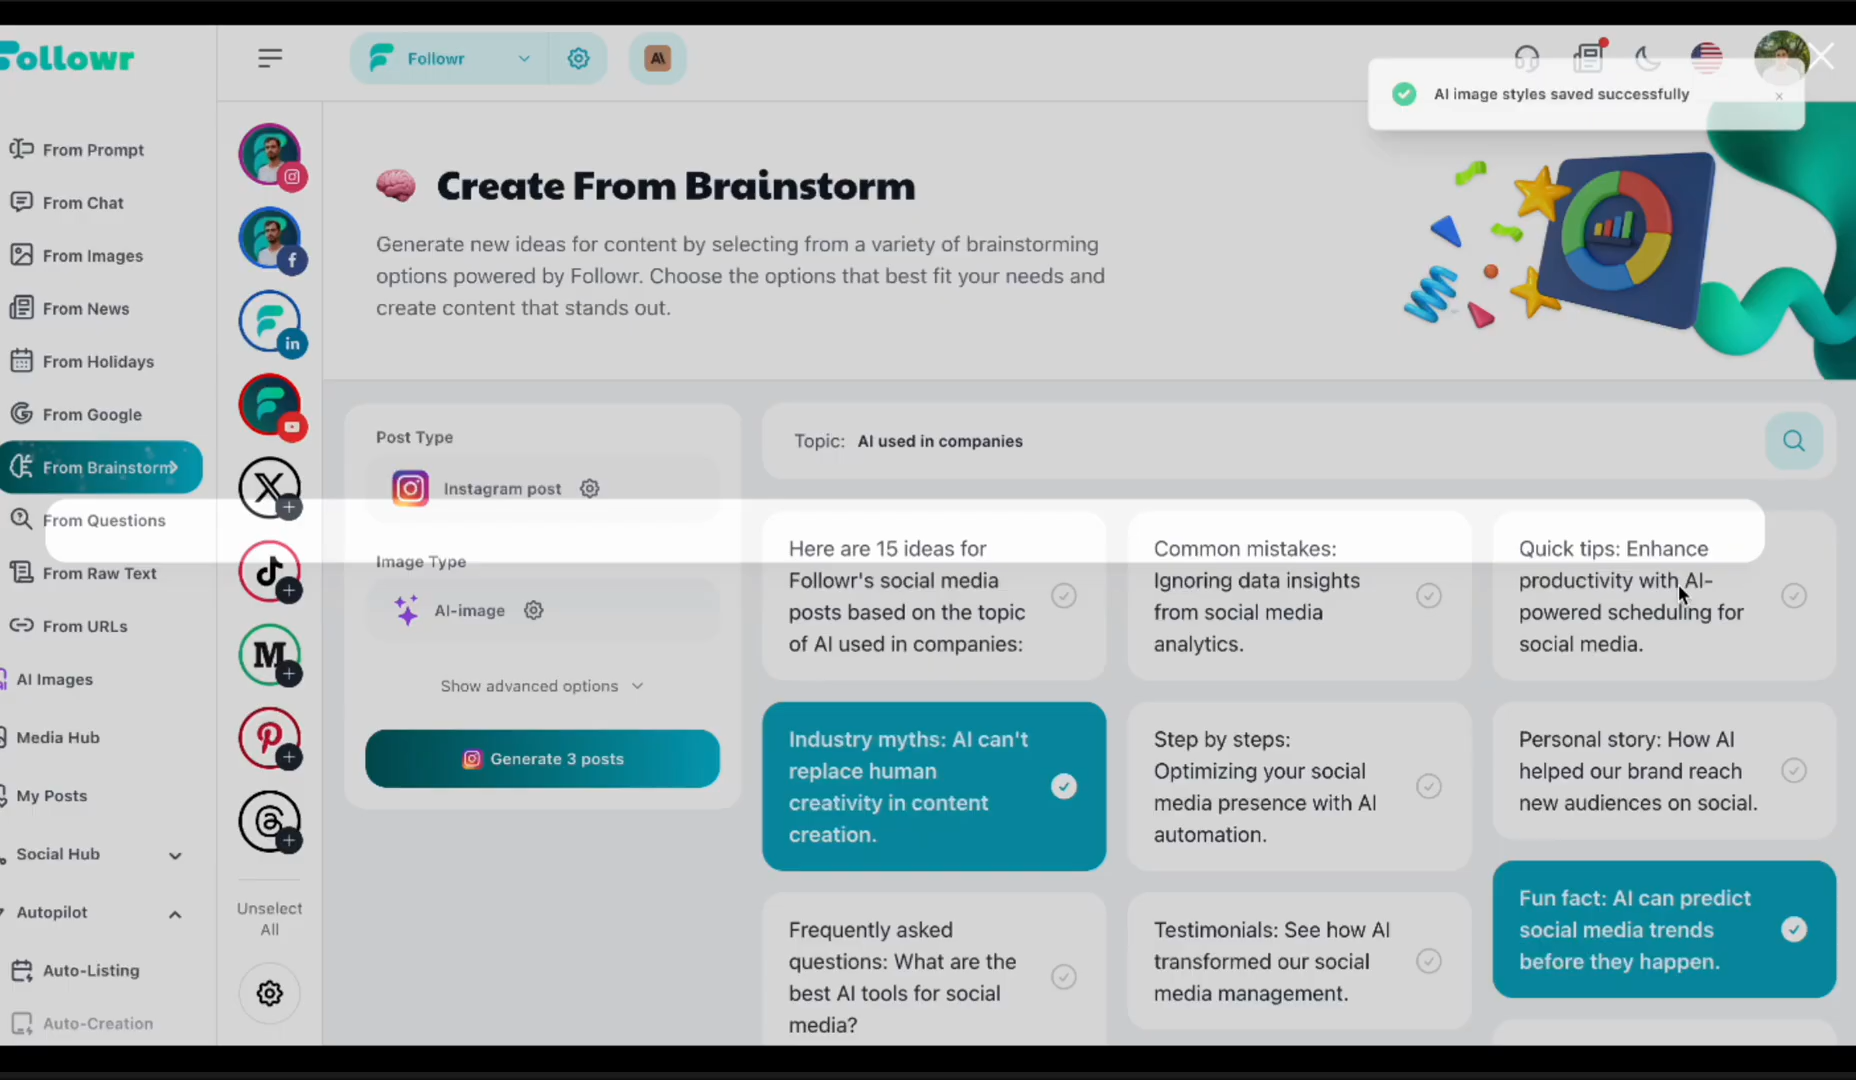 Followr
Followr
AI image styles saved successfully
From Prompt
From Chat
From Images
From News
From Holidays
From Google
From Brainstorm
From Questions
From Raw Text
From URLs
AI Images
Media Hub
My Posts
Social Hub
Autopilot
Auto-Listing
Auto-Creation
in
M
Unselect
All
Create From Brainstorm
Generate new ideas for content by selecting from a variety of brainstorming
options powered by Followr. Choose the options that best fit your needs and
create content that stands out.
Post Type
Instagram post
Image Type
AI-image
Show advanced options
Generate 3 posts
Topic: AI used in companies
Here are 15 ideas for
Followr's social media
posts based on the topic
of AI used in companies:
Common mistakes:
Ignoring data insights
from social media
analytics.
Quick tips: Enhance
productivity with AI-
powered scheduling for
social media.
Industry myths: AI can't
replace human
creativity in content
creation.
Step by steps:
Optimizing your social
media presence with AI
automation.
Personal story: How AI
helped our brand reach
new audiences on social.
Frequently asked
questions: What are the
best AI tools for social
media?
Testimonials: See how AI
transformed our social
media management.
Fun fact: AI can predict
social media trends
before they happen.